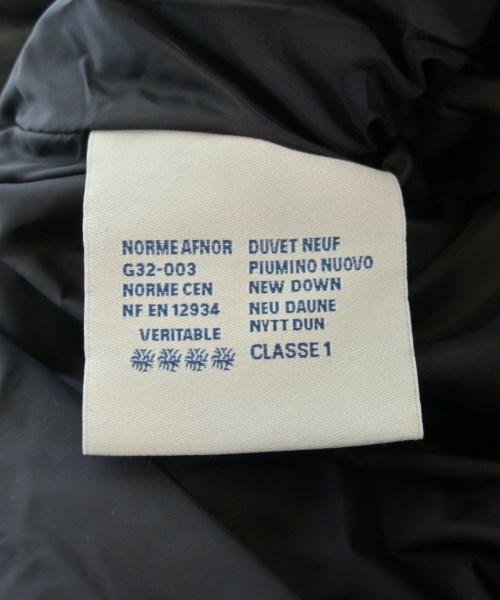 NORME AFNOR
G32-003
NORME CEN
NF EN 12934
VERITABLE
DUVET NEUF
PIUMINO NUOVO
NEW DOWN
NEU DAUNE
NYTT DUN
CLASSE 1